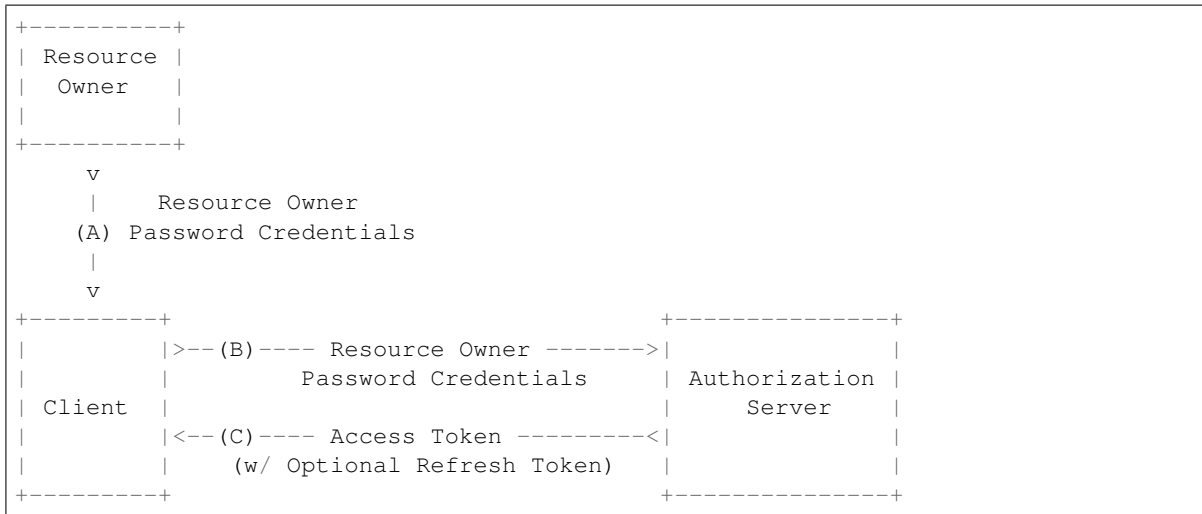 +----------+
| Resource |
|  Owner   |
|          |
+----------+
     v
     |    Resource Owner
    (A) Password Credentials
     |
     v
+---------+                                  +---------------+
|         |>--(B)---- Resource Owner ------->|               |
|         |         Password Credentials     | Authorization |
| Client  |                                  |     Server    |
|         |<--(C)---- Access Token ---------<|               |
|         |    (w/ Optional Refresh Token)   |               |
+---------+                                  +---------------+